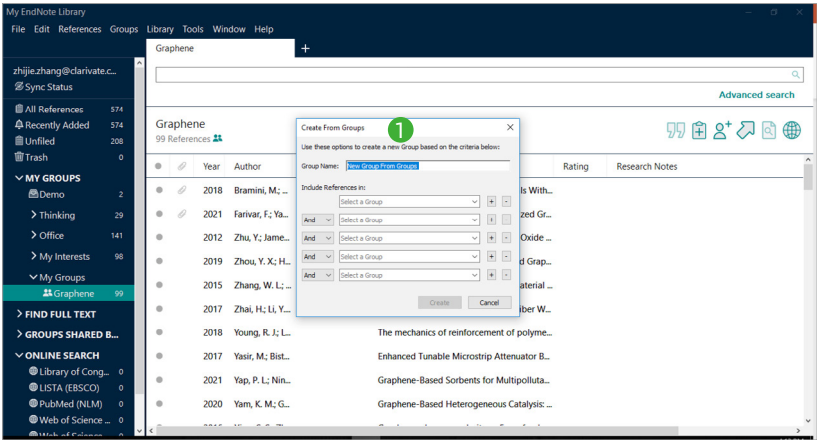 My EndNote Library
File Edit References Groups Library Tools Window Help
Graphene +
zhijie.zhang@clarivate.c...
Sync Status
Advanced search
All References 574
Recently Added 574
Unfiled 208
Trash 0
MY GROUPS
Demo 2
Thinking 29
Office 141
My Interests 98
My Groups
Graphene 99
FIND FULL TEXT
GROUPS SHARED B...
ONLINE SEARCH
Library of Cong... 0
LISTA (EBSCO) 0
PubMed (NLM) 0
Web of Science ... 0
Graphene
99 References
Year Author Rating Research Notes
2018 Bramini, M.; ... ls With...
2021 Farivar, F.; Ya... zed Gr...
2012 Zhu, Y.; Jame... Oxide ...
2019 Zhou, Y. X.; H... d Grap...
2015 Zhang, W. L.; ... aterial ...
2017 Zhai, H.; Li, Y.... iber W...
2018 Young, R. J.; L... The mechanics of reinforcement of polyme...
2017 Yasir, M.; Bist... Enhanced Tunable Microstrip Attenuator B...
2021 Yap, P. L.; Nin... Graphene-Based Sorbents for Multipolluta...
2020 Yam, K. M.; G... Graphene-Based Heterogeneous Catalysis: ...
Create From Groups
1
Use these options to create a new Group based on the criteria below:
Group Name: New Group From Groups
Include References in:
Select a Group + -
And Select a Group + -
And Select a Group + -
And Select a Group + -
And Select a Group + -
Create Cancel